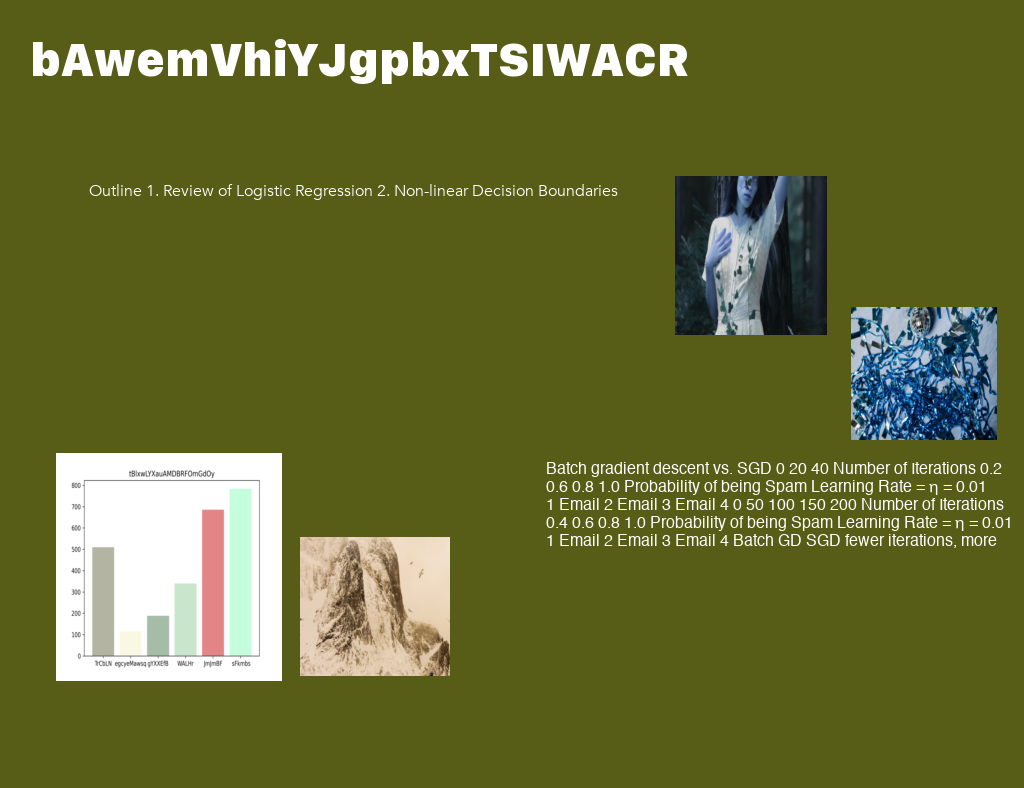 bAwemVhiYJgpbxTSIWACR
Outline 1. Review of Logistic Regression 2. Non-linear Decision Boundaries
Batch gradient descent vs. SGD 0 20 40 Number of Iterations 0.2
0.6 0.8 1.0 Probability of being Spam Learning Rate = η = 0.01
1 Email 2 Email 3 Email 4 0 50 100 150 200 Number of Iterations
0.4 0.6 0.8 1.0 Probability of being Spam Learning Rate = η = 0.01
1 Email 2 Email 3 Email 4 Batch GD SGD fewer iterations, more
tBlxwLYXauAMDBRFOmGdOy
800
700
600
500
400
300
200
100
0
TrCbLN egcyeMawsq gYXXEfB WALHr JmJmBF sFkmbs